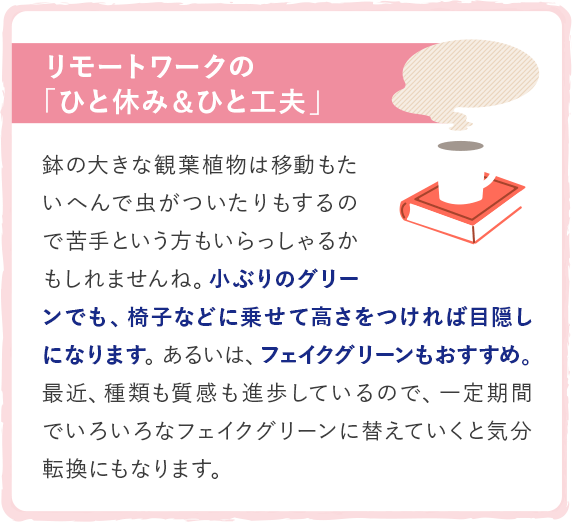 リモートワークの
「ひと休み＆ひと工夫」
鉢の大きな観葉植物は移動もた
いへんで虫がついたりもするの
で苦手という方もいらっしゃるか
もしれませんね。小ぶりのグリー
ンでも、椅子などに乗せて高さをつければ目隠し
になります。あるいは、フェイクグリーンもおすすめ。
最近、種類も質感も進歩しているので、一定期間
でいろいろなフェイクグリーンに替えていくと気分
転換にもなります。